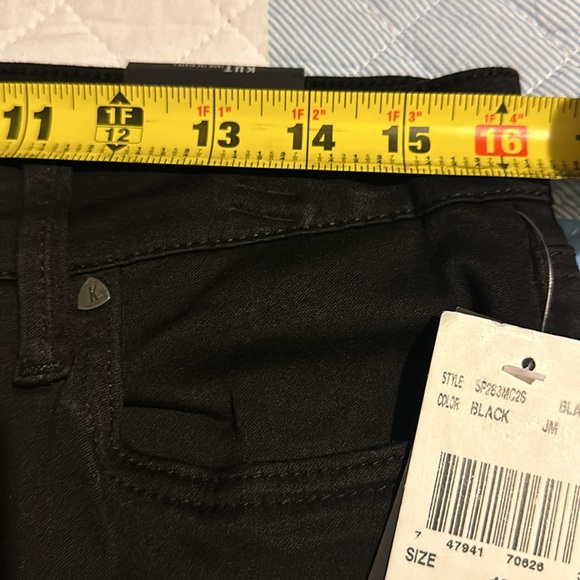 KUT
1F 1" 1F 2" 1F 3" 1F 4"
11 1F 12 13 14 15 16
K
STYLE: SP263MC2S
COLOR: BLACK JM
7 47941 70626
SIZE